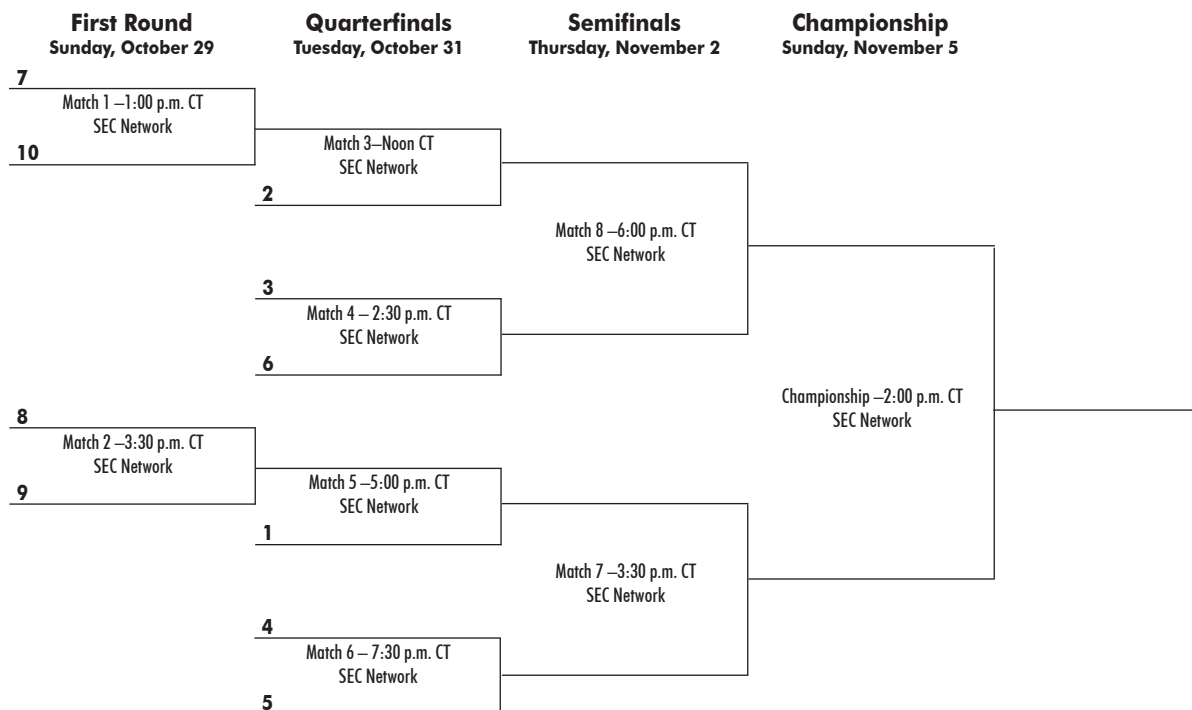 First Round
Sunday, October 29
Quarterfinals
Tuesday, October 31
Semifinals
Thursday, November 2
Championship
Sunday, November 5
7
Match 1 –1:00 p.m. CT
SEC Network
10
Match 3–Noon CT
SEC Network
2
Match 8 –6:00 p.m. CT
SEC Network
3
Match 4 – 2:30 p.m. CT
SEC Network
6
Championship –2:00 p.m. CT
SEC Network
8
Match 2 –3:30 p.m. CT
SEC Network
9
Match 5 –5:00 p.m. CT
SEC Network
1
Match 7 –3:30 p.m. CT
SEC Network
4
Match 6 – 7:30 p.m. CT
SEC Network
5